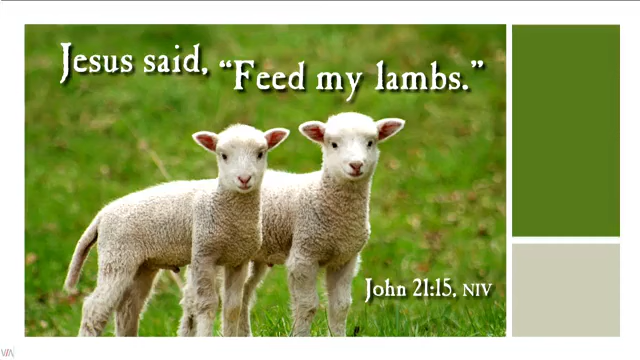 Jesus said, “Feed my lambs.”
John 21:15, NIV